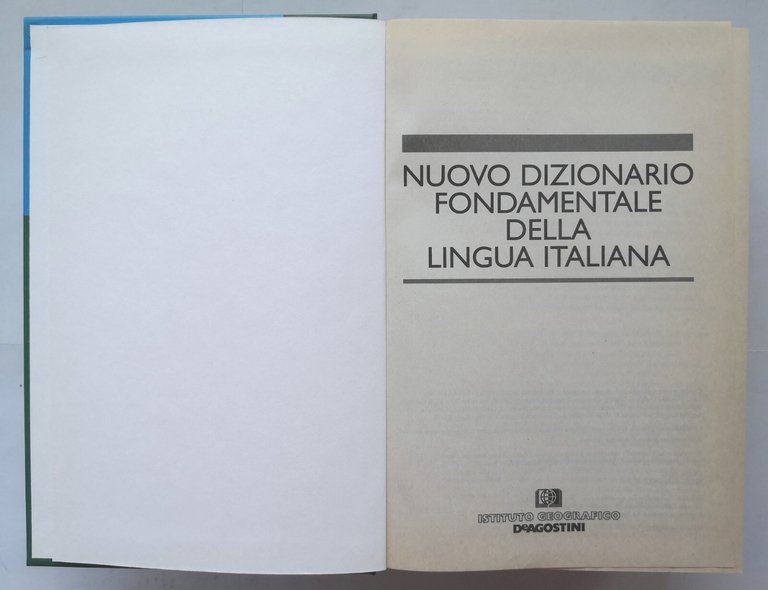 NUOVO DIZIONARIO
FONDAMENTALE
DELLA
LINGUA ITALIANA
ISTITUTO GEOGRAFICO
DeAGOSTINI